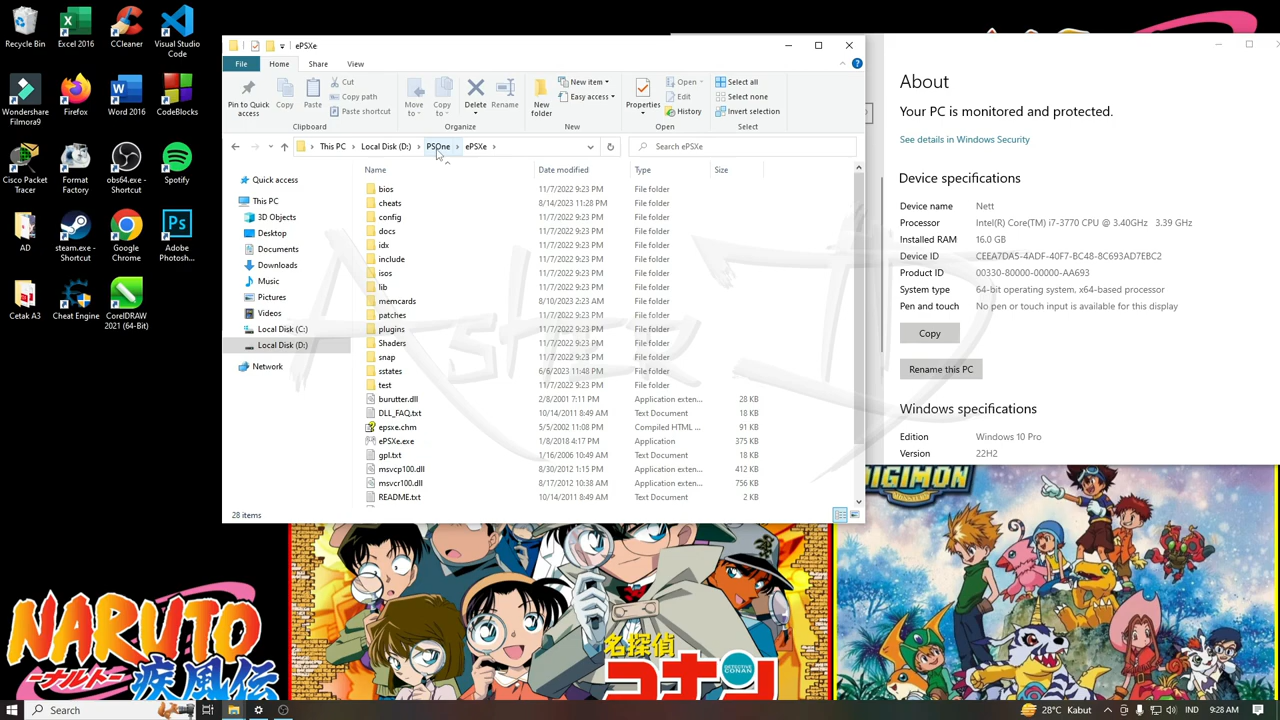 Recycle Bin
Excel 2016
CCleaner
Visual Studio Code
Wondershare Filmora9
Firefox
Word 2016
CodeBlocks
Cisco Packet Tracer
Format Factory
obs64.exe - Shortcut
Spotify
AD
steam.exe - Shortcut
Google Chrome
Adobe Photosh...
Cetak A3
Cheat Engine
CorelDRAW 2021 (64-Bit)
ePSXe
File Home Share View
Pin to Quick access
Copy
Paste
Cut
Copy path
Paste shortcut
Clipboard
Move to
Copy to
Delete
Rename
Organize
New folder
New item
Easy access
New
Properties
Open
Edit
History
Open
Select all
Select none
Invert selection
Select
This PC Local Disk (D:) PSOne ePSXe
Search ePSXe
Quick access
This PC
3D Objects
Desktop
Documents
Downloads
Music
Pictures
Videos
Local Disk (C:)
Local Disk (D:)
Network
Name Date modified Type Size
bios 11/7/2022 9:23 PM File folder
cheats 8/14/2023 11:28 PM File folder
config 11/7/2022 9:23 PM File folder
docs 11/7/2022 9:23 PM File folder
idx 11/7/2022 9:23 PM File folder
include 11/7/2022 9:23 PM File folder
isos 11/7/2022 9:23 PM File folder
lib 11/7/2022 9:23 PM File folder
memcards 8/10/2023 2:23 AM File folder
patches 11/7/2022 9:23 PM File folder
plugins 11/7/2022 9:23 PM File folder
Shaders 11/7/2022 9:23 PM File folder
snap 11/7/2022 9:23 PM File folder
sstates 6/6/2023 11:48 PM File folder
test 11/7/2022 9:23 PM File folder
burutter.dll 2/8/2001 7:11 PM Application exten... 28 KB
DLL_FAQ.txt 10/14/2011 8:49 AM Text Document 18 KB
epsxe.chm 5/5/2002 11:08 PM Compiled HTML ... 91 KB
ePSXe.exe 1/8/2018 4:17 PM Application 375 KB
gpl.txt 1/16/2006 10:49 AM Text Document 18 KB
msvcp100.dll 8/30/2012 1:15 PM Application exten... 412 KB
msvcr100.dll 8/17/2012 10:38 AM Application exten... 756 KB
README.txt 10/14/2011 8:49 AM Text Document 2 KB
28 items
About
Your PC is monitored and protected.
See details in Windows Security
Device specifications
Device name Nett
Processor Intel(R) Core(TM) i7-3770 CPU @ 3.40GHz 3.39 GHz
Installed RAM 16.0 GB
Device ID CEEA7DA5-4ADF-40F7-BC48-8C693AD7EBC2
Product ID 00330-80000-00000-AA693
System type 64-bit operating system, x64-based processor
Pen and touch No pen or touch input is available for this display
Copy
Rename this PC
Windows specifications
Edition Windows 10 Pro
Version 22H2
NARUTO
-ナルト-
疾風伝
名探偵
コナン
DETECTIVE CONAN
DIGIMON
Search
28°C Kabut
IND
9:28 AM